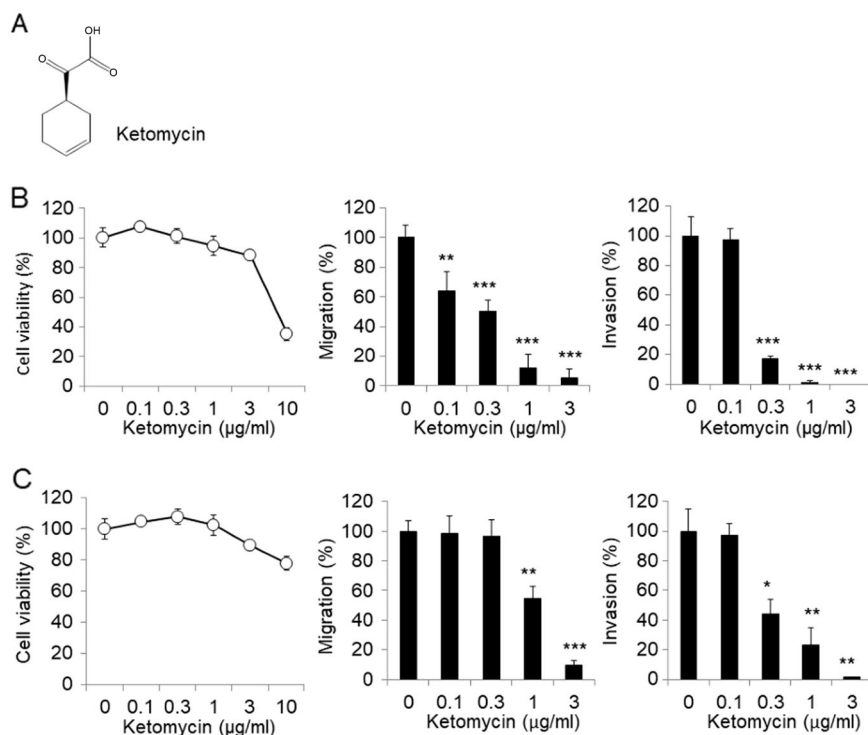 A
OH
O
O
Ketomycin
B
Cell viability (%)
120
100
80
60
40
20
0
0 0.1 0.3 1 3 10
Ketomycin (µg/ml)
Migration (%)
120
100
80
60
40
20
0
**
***
***
***
0 0.1 0.3 1 3
Ketomycin (µg/ml)
Invasion (%)
120
100
80
60
40
20
0
***
***
***
0 0.1 0.3 1 3
Ketomycin (µg/ml)
C
Cell viability (%)
120
100
80
60
40
20
0
0 0.1 0.3 1 3 10
Ketomycin (µg/ml)
Migration (%)
120
100
80
60
40
20
0
**
***
0 0.1 0.3 1 3
Ketomycin (µg/ml)
Invasion (%)
120
100
80
60
40
20
0
*
**
**
0 0.1 0.3 1 3
Ketomycin (µg/ml)